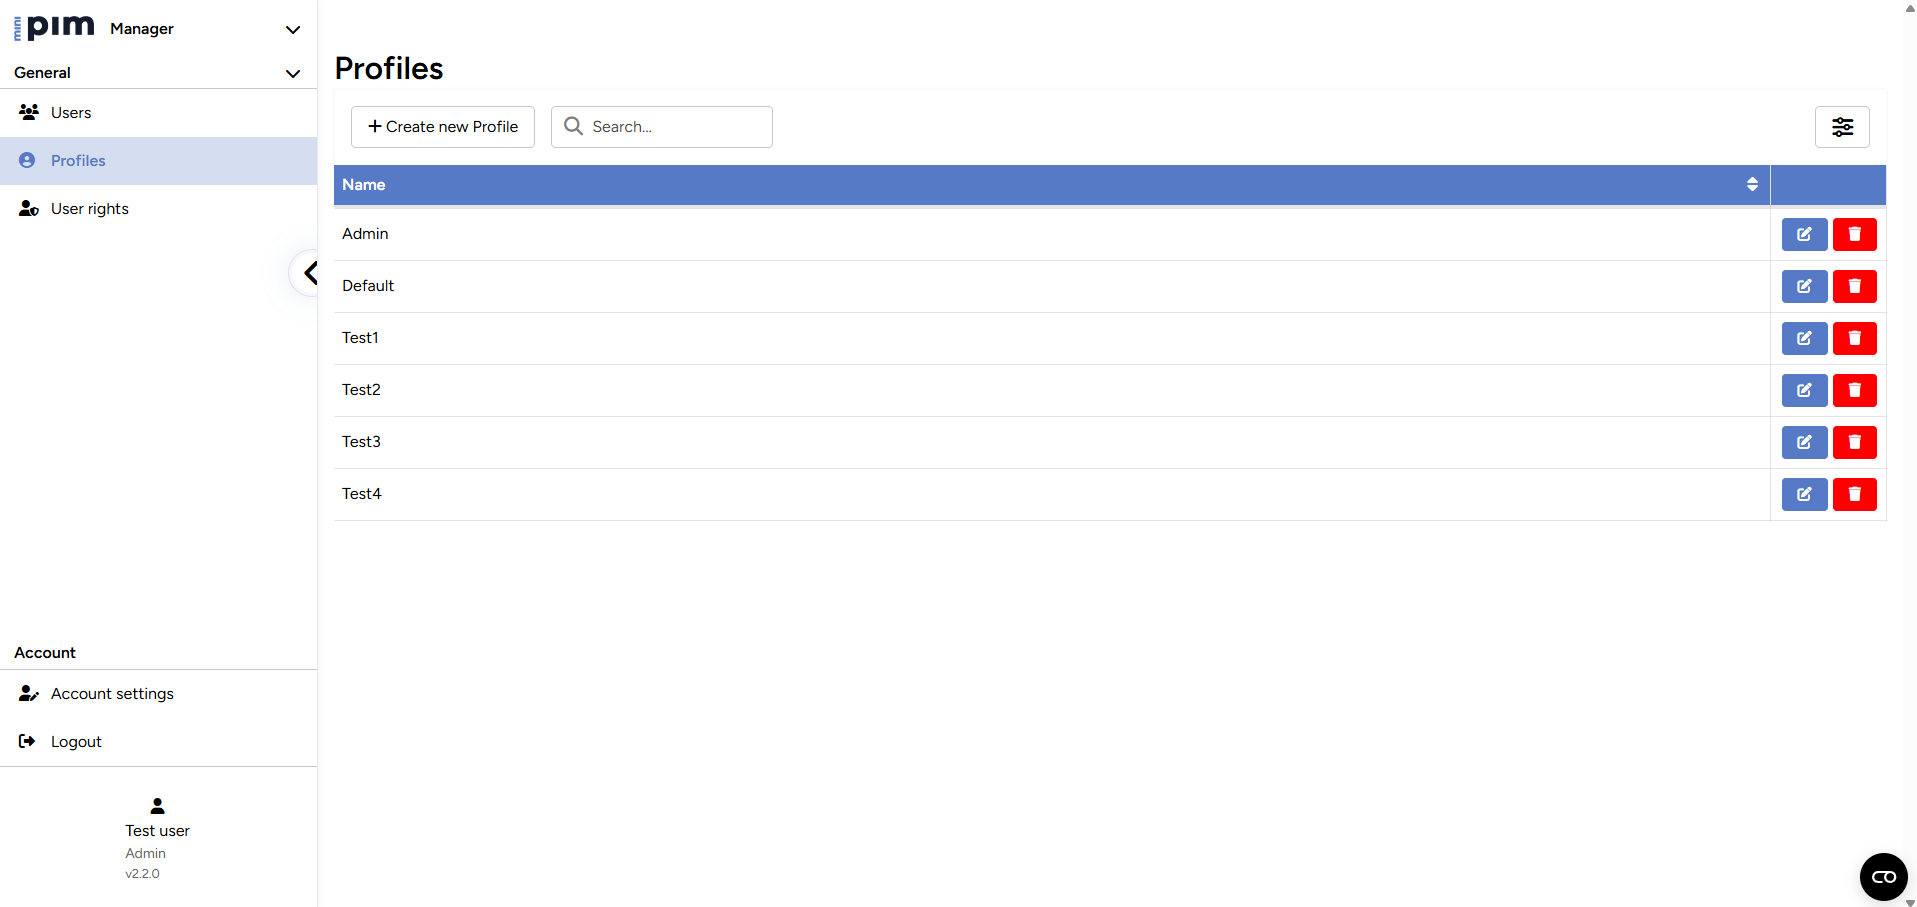 mini pim Manager
General
Users
Profiles
User rights
Account
Account settings
Logout
Test user
Admin
v2.2.0
Profiles
+ Create new Profile
Search...
Name
Admin
Default
Test1
Test2
Test3
Test4